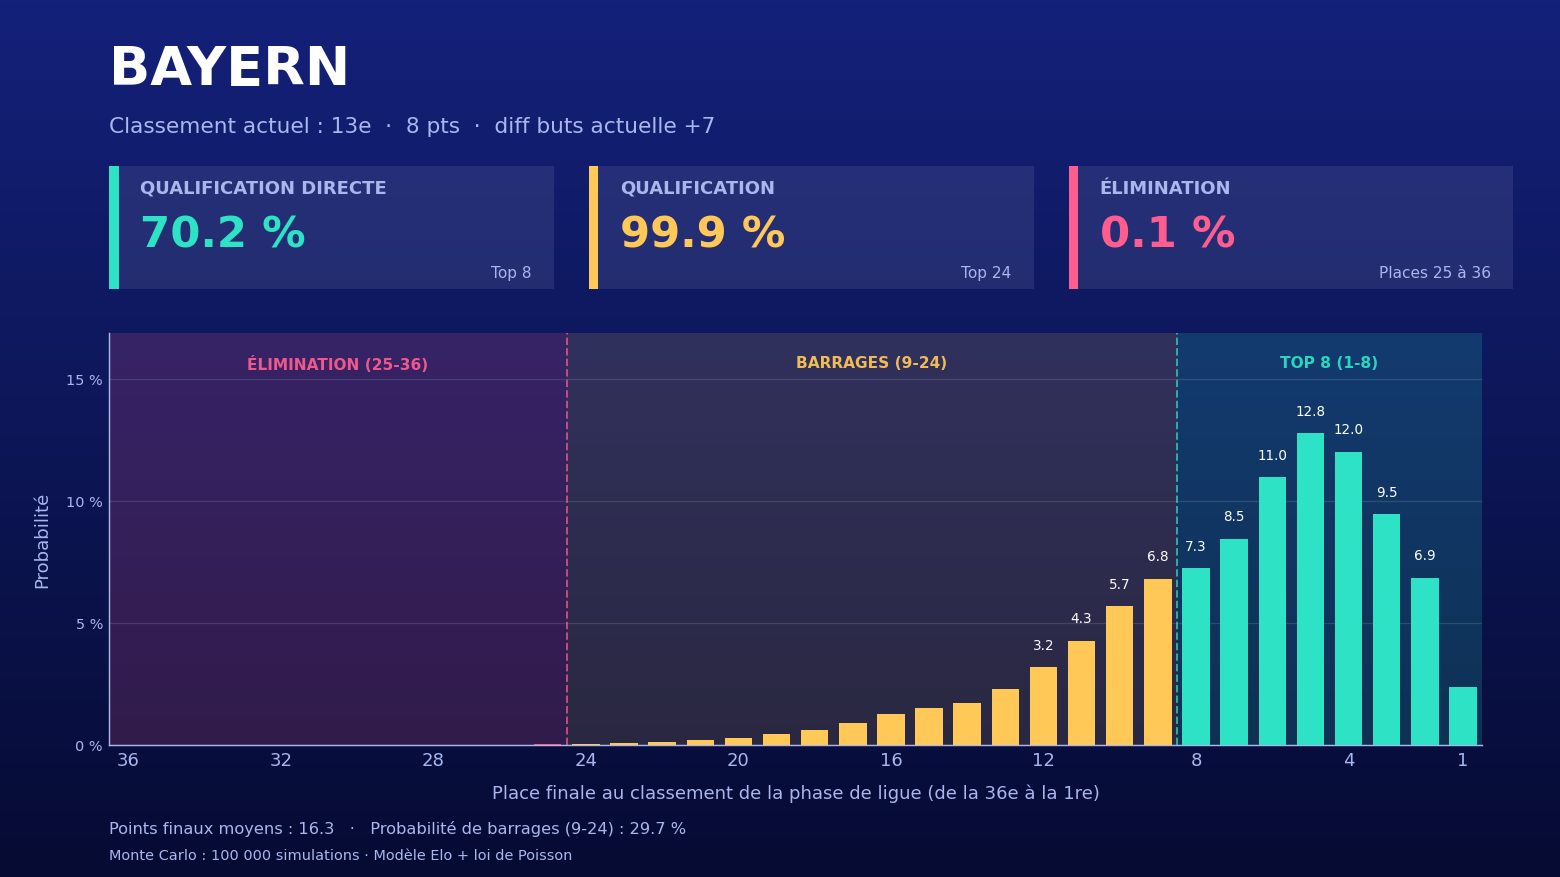 BAYERN
Classement actuel : 13e · 8 pts · diff buts actuelle +7
QUALIFICATION DIRECTE
70.2 %
Top 8
QUALIFICATION
99.9 %
Top 24
ÉLIMINATION
0.1 %
Places 25 à 36
ÉLIMINATION (25-36)
BARRAGES (9-24)
TOP 8 (1-8)
Probabilité
15 %
10 %
5 %
0 %
3.2
4.3
5.7
6.8
7.3
8.5
11.0
12.8
12.0
9.5
6.9
36 32 28 24 20 16 12 8 4 1
Place finale au classement de la phase de ligue (de la 36e à la 1re)
Points finaux moyens : 16.3 · Probabilité de barrages (9-24) : 29.7 %
Monte Carlo : 100 000 simulations · Modèle Elo + loi de Poisson